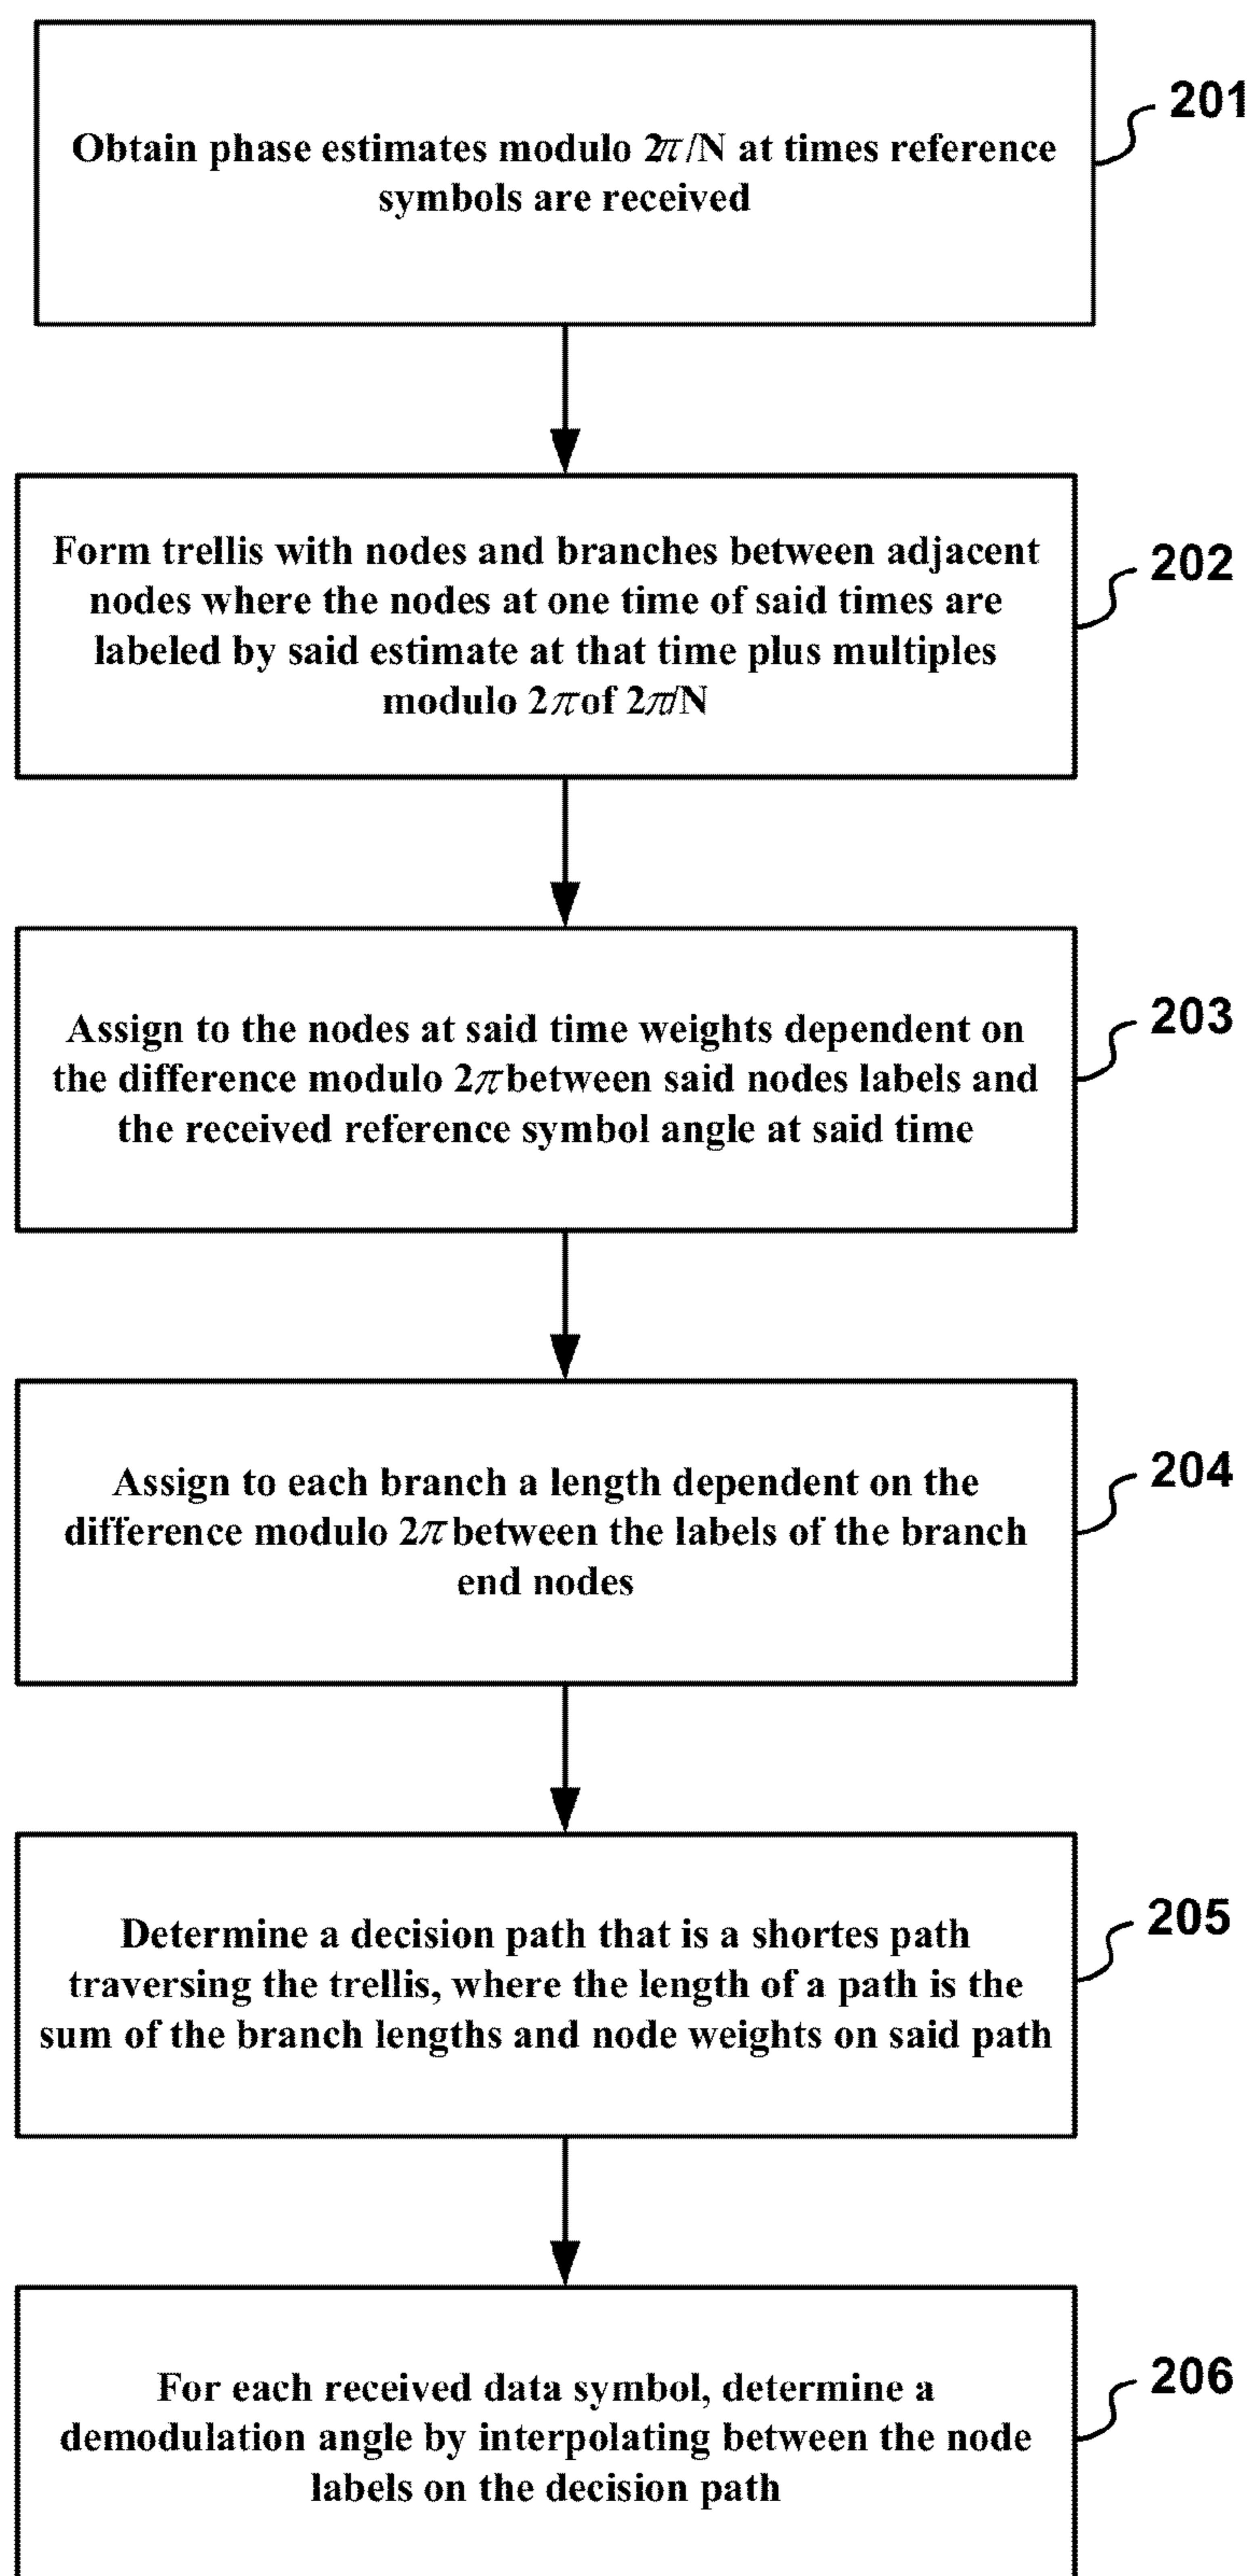 Obtain phase estimates modulo 2π/N at times reference
symbols are received
201
Form trellis with nodes and branches between adjacent
nodes where the nodes at one time of said times are
labeled by said estimate at that time plus multiples
modulo 2π of 2π/N
202
Assign to the nodes at said time weights dependent on
the difference modulo 2π between said nodes labels and
the received reference symbol angle at said time
203
Assign to each branch a length dependent on the
difference modulo 2π between the labels of the branch
end nodes
204
Determine a decision path that is a shortes path
traversing the trellis, where the length of a path is the
sum of the branch lengths and node weights on said path
205
For each received data symbol, determine a
demodulation angle by interpolating between the node
labels on the decision path
206